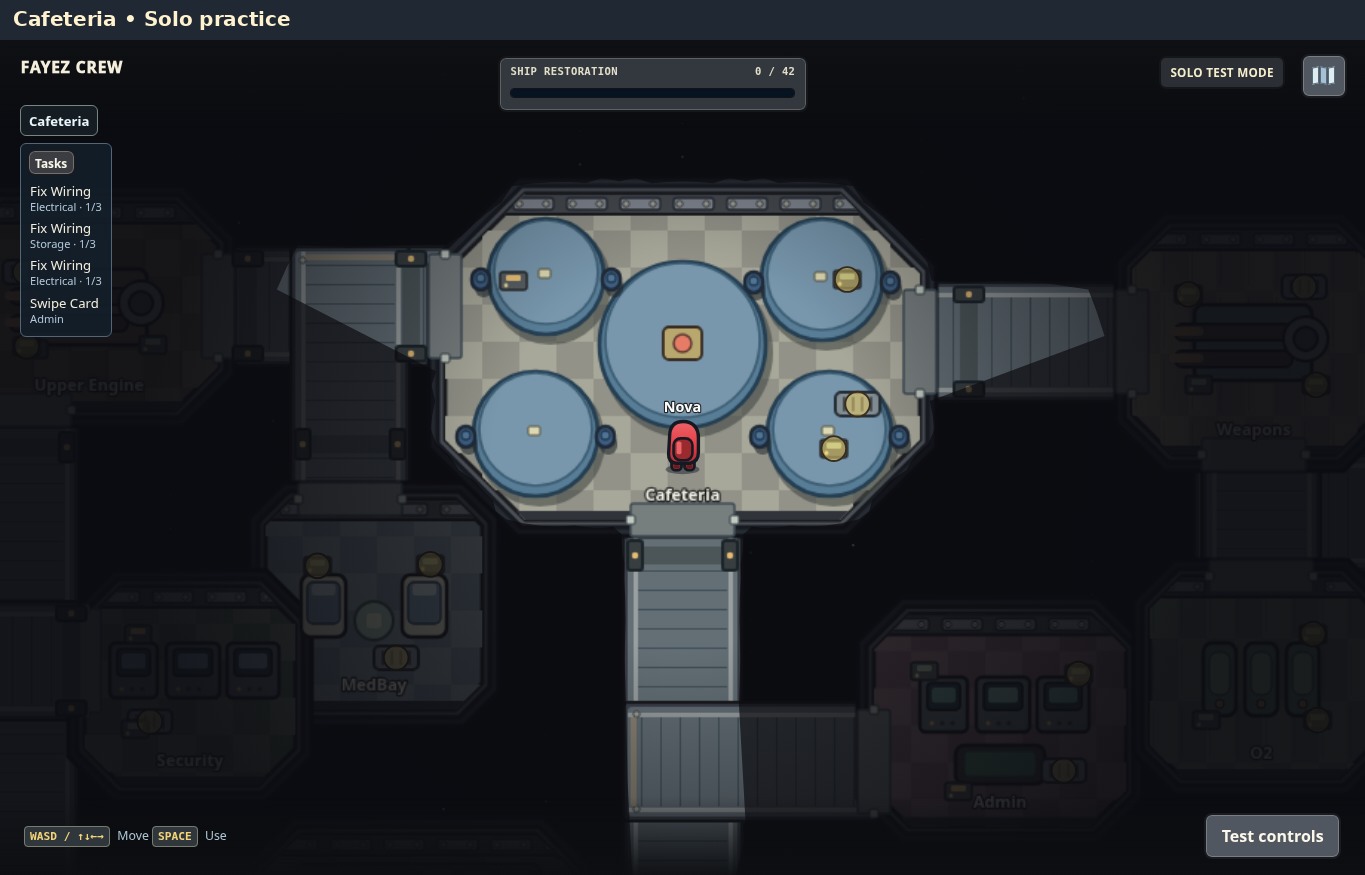 Cafeteria • Solo practice
FAYEZ CREW
SHIP RESTORATION 0 / 42
SOLO TEST MODE
Cafeteria
Tasks
Fix Wiring
Electrical · 1/3
Fix Wiring
Storage · 1/3
Fix Wiring
Electrical · 1/3
Swipe Card
Admin
Upper Engine
Nova
Weapons
Cafeteria
MedBay
Security
O2
Admin
WASD / ↑↓←→ Move SPACE Use
Test controls